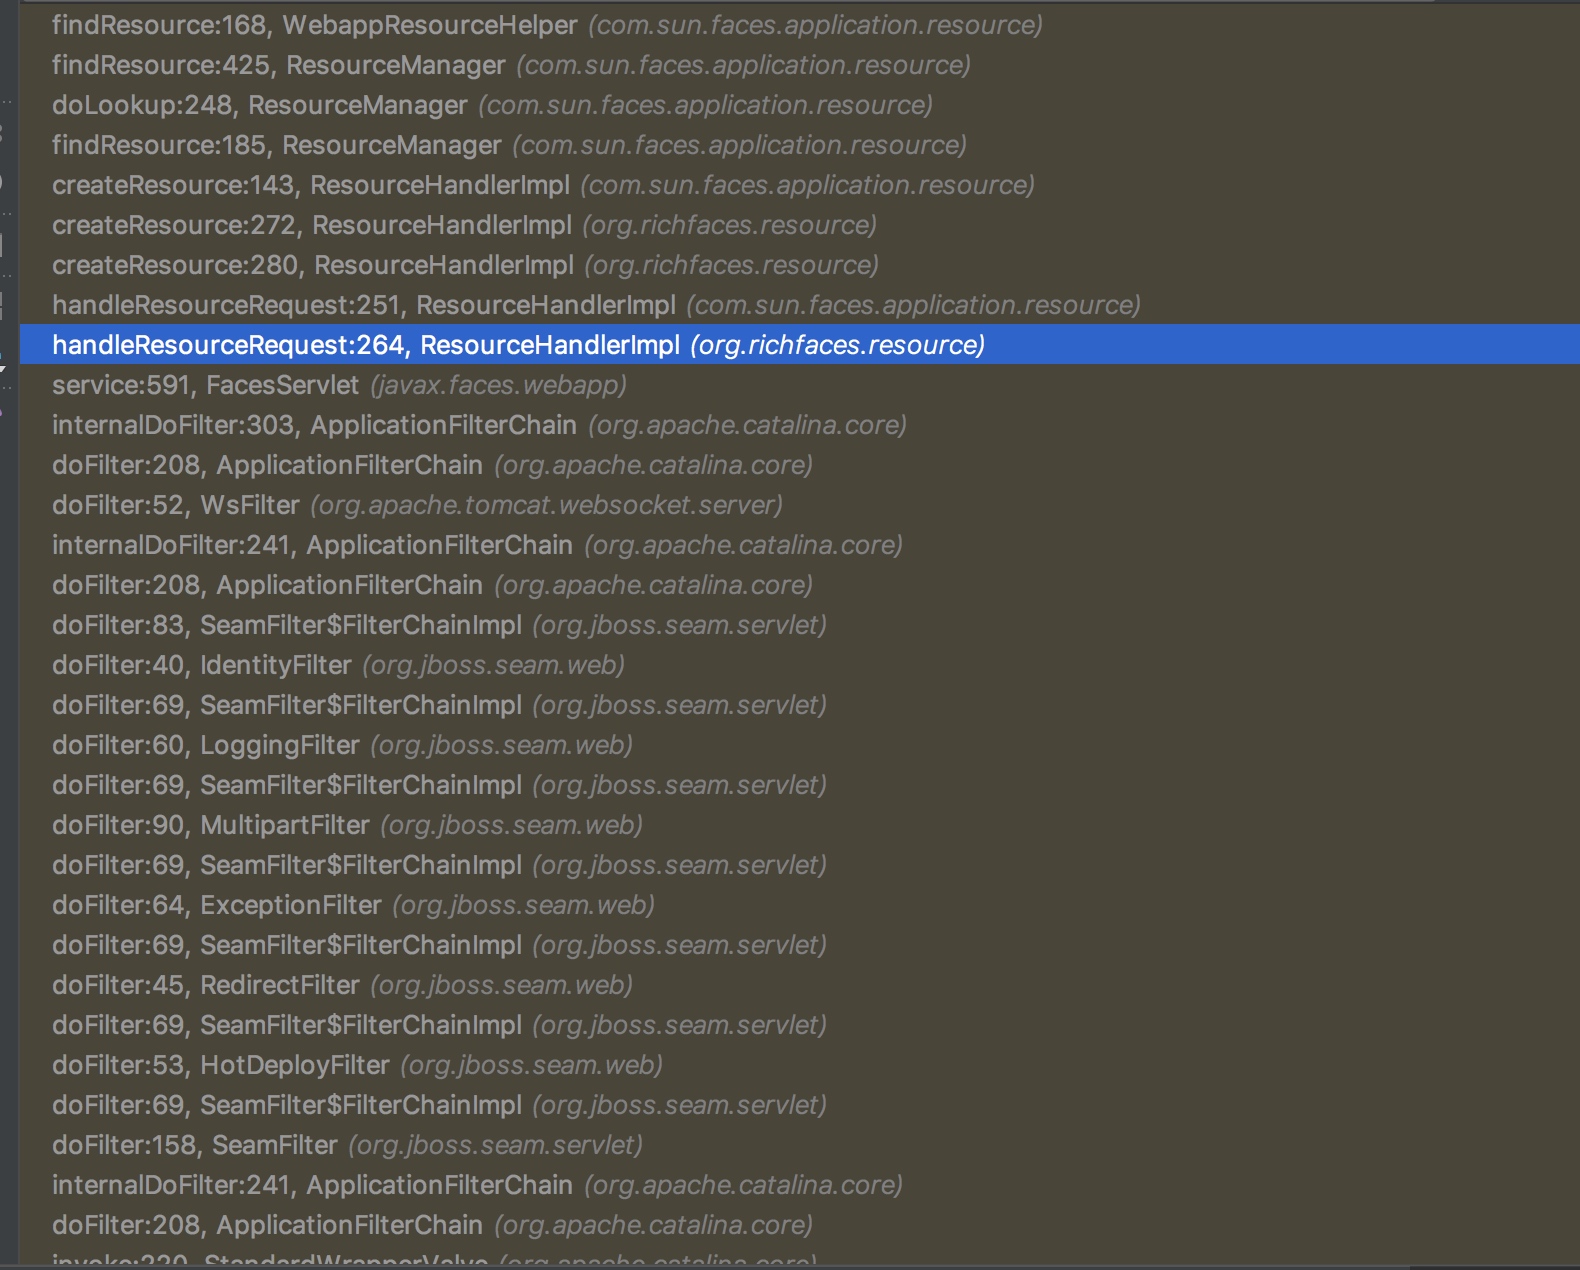 findResource:168, WebappResourceHelper (com.sun.faces.application.resource)
findResource:425, ResourceManager (com.sun.faces.application.resource)
doLookup:248, ResourceManager (com.sun.faces.application.resource)
findResource:185, ResourceManager (com.sun.faces.application.resource)
createResource:143, ResourceHandlerImpl (com.sun.faces.application.resource)
createResource:272, ResourceHandlerImpl (org.richfaces.resource)
createResource:280, ResourceHandlerImpl (org.richfaces.resource)
handleResourceRequest:251, ResourceHandlerImpl (com.sun.faces.application.resource)
handleResourceRequest:264, ResourceHandlerImpl (org.richfaces.resource)
service:591, FacesServlet (javax.faces.webapp)
internalDoFilter:303, ApplicationFilterChain (org.apache.catalina.core)
doFilter:208, ApplicationFilterChain (org.apache.catalina.core)
doFilter:52, WsFilter (org.apache.tomcat.websocket.server)
internalDoFilter:241, ApplicationFilterChain (org.apache.catalina.core)
doFilter:208, ApplicationFilterChain (org.apache.catalina.core)
doFilter:83, SeamFilter$FilterChainImpl (org.jboss.seam.servlet)
doFilter:40, IdentityFilter (org.jboss.seam.web)
doFilter:69, SeamFilter$FilterChainImpl (org.jboss.seam.servlet)
doFilter:60, LoggingFilter (org.jboss.seam.web)
doFilter:69, SeamFilter$FilterChainImpl (org.jboss.seam.servlet)
doFilter:90, MultipartFilter (org.jboss.seam.web)
doFilter:69, SeamFilter$FilterChainImpl (org.jboss.seam.servlet)
doFilter:64, ExceptionFilter (org.jboss.seam.web)
doFilter:69, SeamFilter$FilterChainImpl (org.jboss.seam.servlet)
doFilter:45, RedirectFilter (org.jboss.seam.web)
doFilter:69, SeamFilter$FilterChainImpl (org.jboss.seam.servlet)
doFilter:53, HotDeployFilter (org.jboss.seam.web)
doFilter:69, SeamFilter$FilterChainImpl (org.jboss.seam.servlet)
doFilter:158, SeamFilter (org.jboss.seam.servlet)
internalDoFilter:241, ApplicationFilterChain (org.apache.catalina.core)
doFilter:208, ApplicationFilterChain (org.apache.catalina.core)
invoke:220, StandardWrapperValve (org.apache.catalina.core)